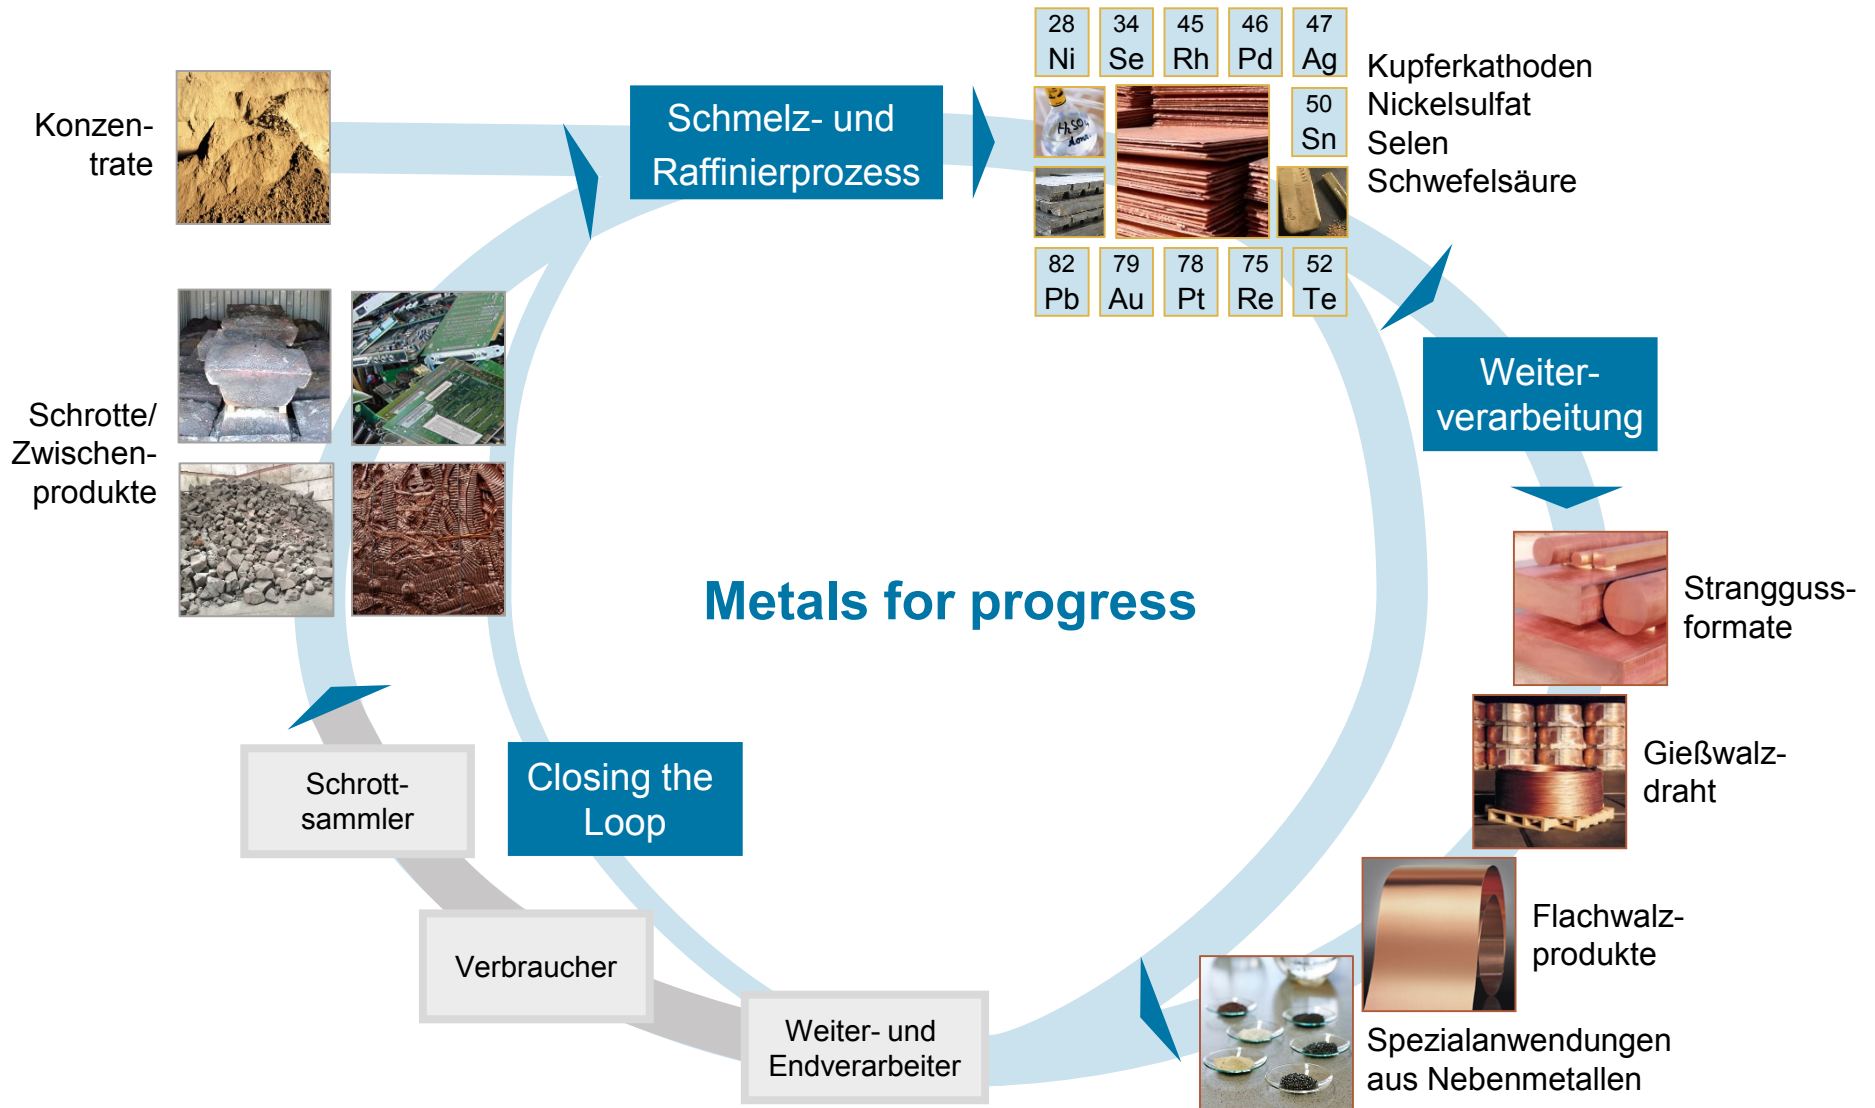 28
Ni
34
Se
45
Rh
46
Pd
47
Ag
50
Sn
H₂SO₄
82
Pb
79
Au
78
Pt
75
Re
52
Te
Kupferkathoden
Nickelsulfat
Selen
Schwefelsäure
Konzen-
trate
Schmelz- und
Raffinierprozess
Schrotte/
Zwischen-
produkte
Weiter-
verarbeitung
Metals for progress
Stranguss-
formate
Gießwalz-
draht
Flachwalz-
produkte
Spezialanwendungen
aus Nebenmetallen
Schrott-
sammler
Closing the
Loop
Verbraucher
Weiter- und
Endverarbeiter